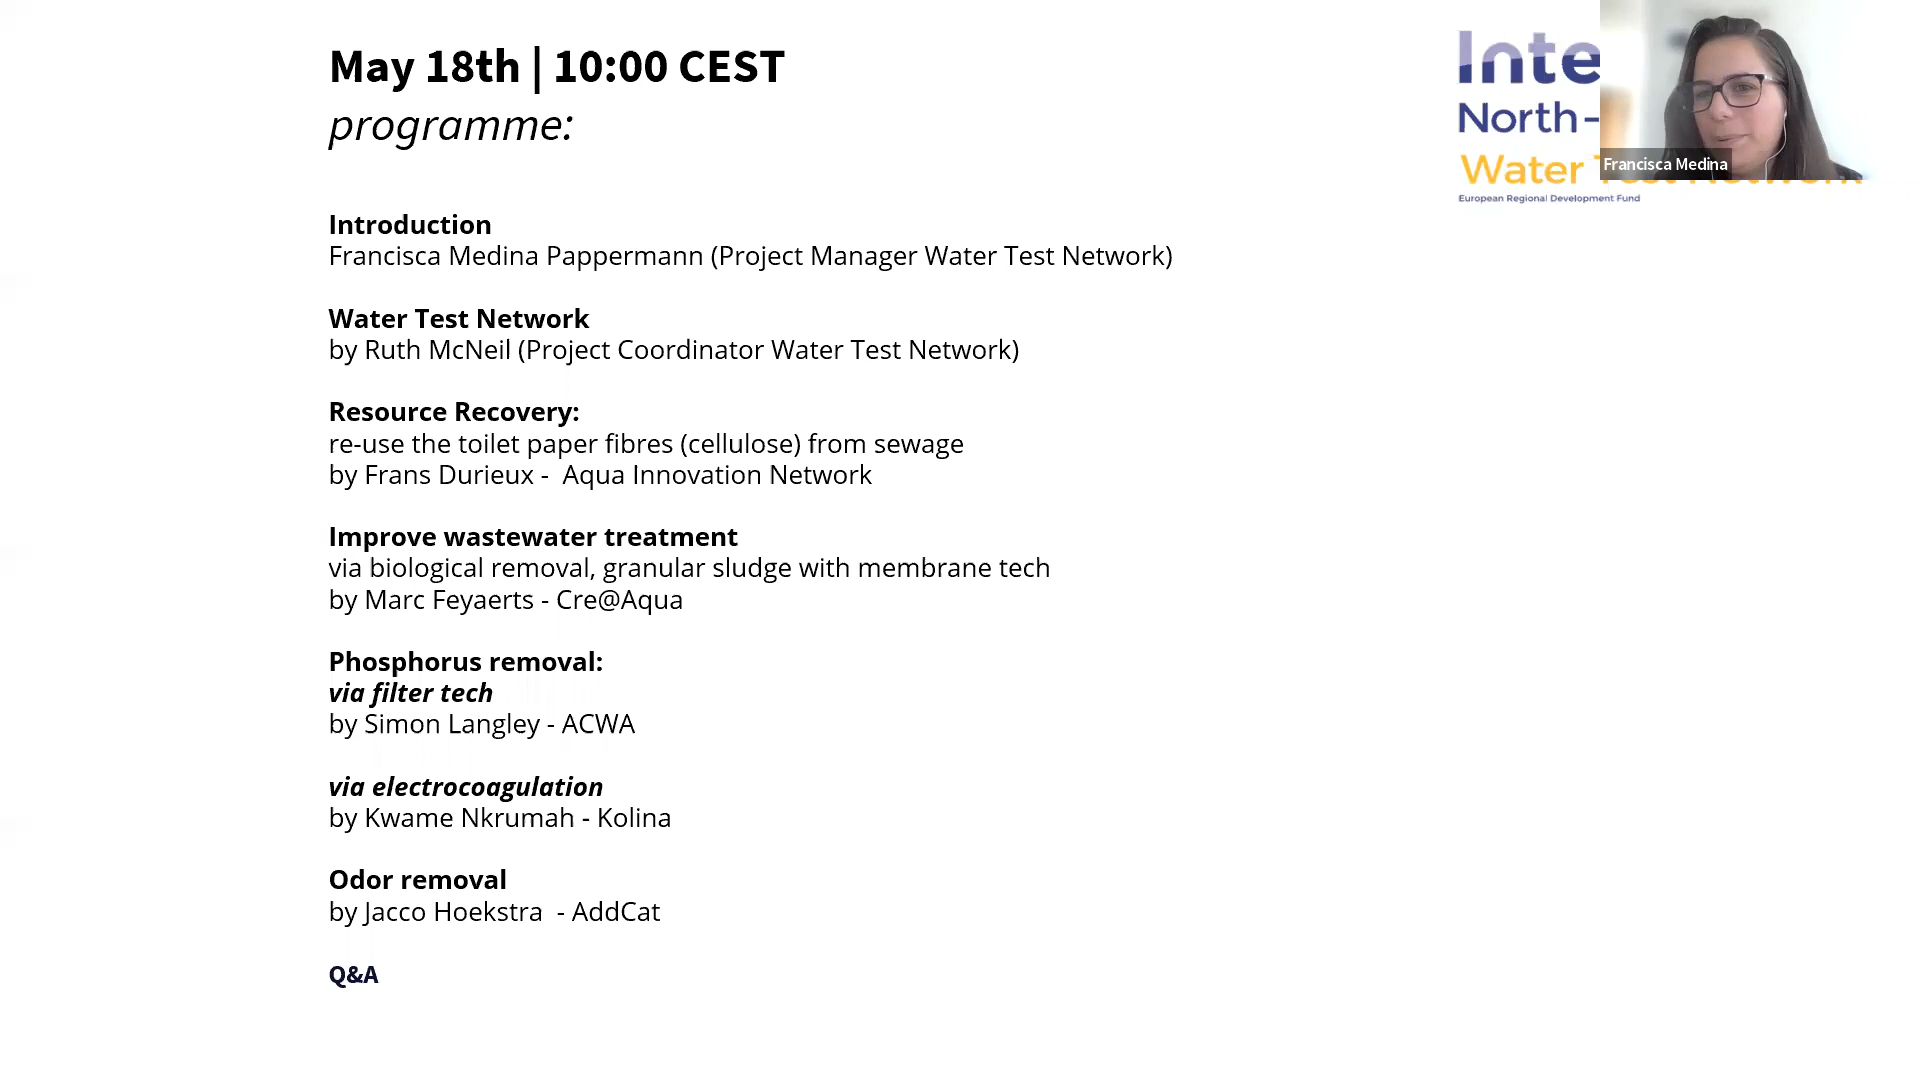 May 18th | 10:00 CEST
programme:
Introduction
Francisca Medina Pappermann (Project Manager Water Test Network)
Water Test Network
by Ruth McNeil (Project Coordinator Water Test Network)
Resource Recovery:
re-use the toilet paper fibres (cellulose) from sewage
by Frans Durieux -  Aqua Innovation Network
Improve wastewater treatment
via biological removal, granular sludge with membrane tech
by Marc Feyaerts - Cre@Aqua
Phosphorus removal:
via filter tech
by Simon Langley - ACWA
via electrocoagulation
by Kwame Nkrumah - Kolina
Odor removal
by Jacco Hoekstra  - AddCat
Q&A
Inte
North-
Water
European Regional Development Fund
Francisca Medina